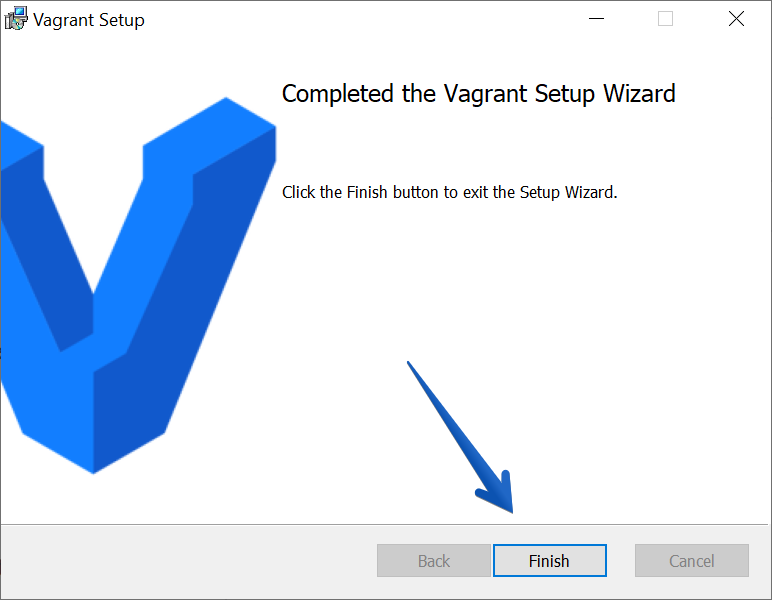 Vagrant Setup
Completed the Vagrant Setup Wizard
Click the Finish button to exit the Setup Wizard.
Back
Finish
Cancel